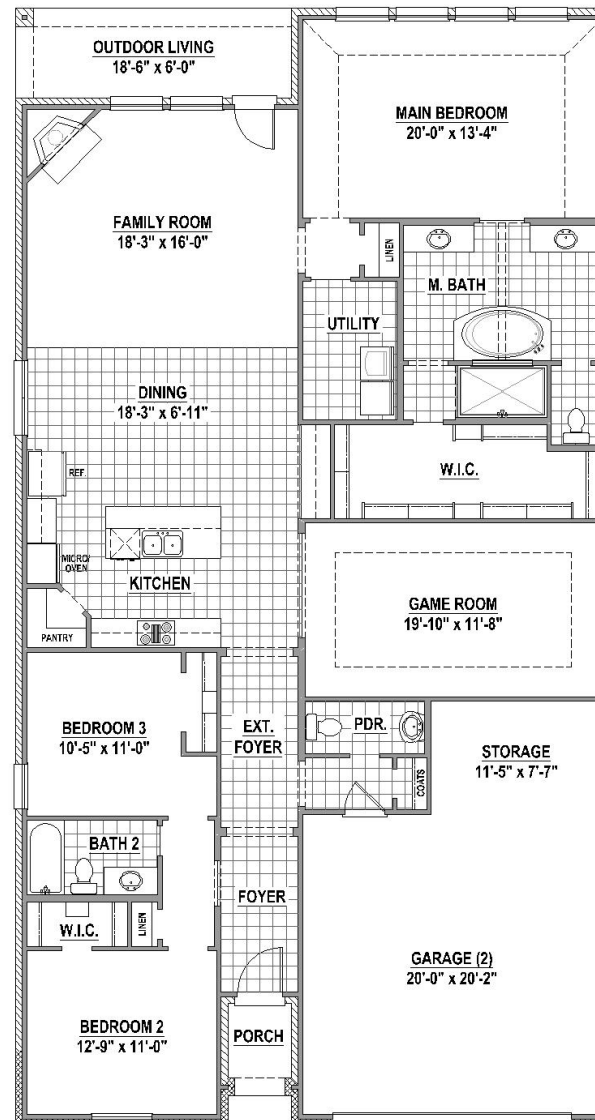 OUTDOOR LIVING
18'-6" x 6'-0"
MAIN BEDROOM
20'-0" x 13'-4"
FAMILY ROOM
18'-3" x 16'-0"
LINEN
M. BATH
UTILITY
DINING
18'-3" x 6'-11"
REF.
W.I.C.
MICRO/
OVEN
KITCHEN
GAME ROOM
19'-10" x 11'-8"
PANTRY
BEDROOM 3
10'-5" x 11'-0"
EXT.
FOYER
PDR.
STORAGE
11'-5" x 7'-7"
COATS
BATH 2
FOYER
W.I.C.
LINEN
GARAGE (2)
20'-0" x 20'-2"
BEDROOM 2
12'-9" x 11'-0"
PORCH